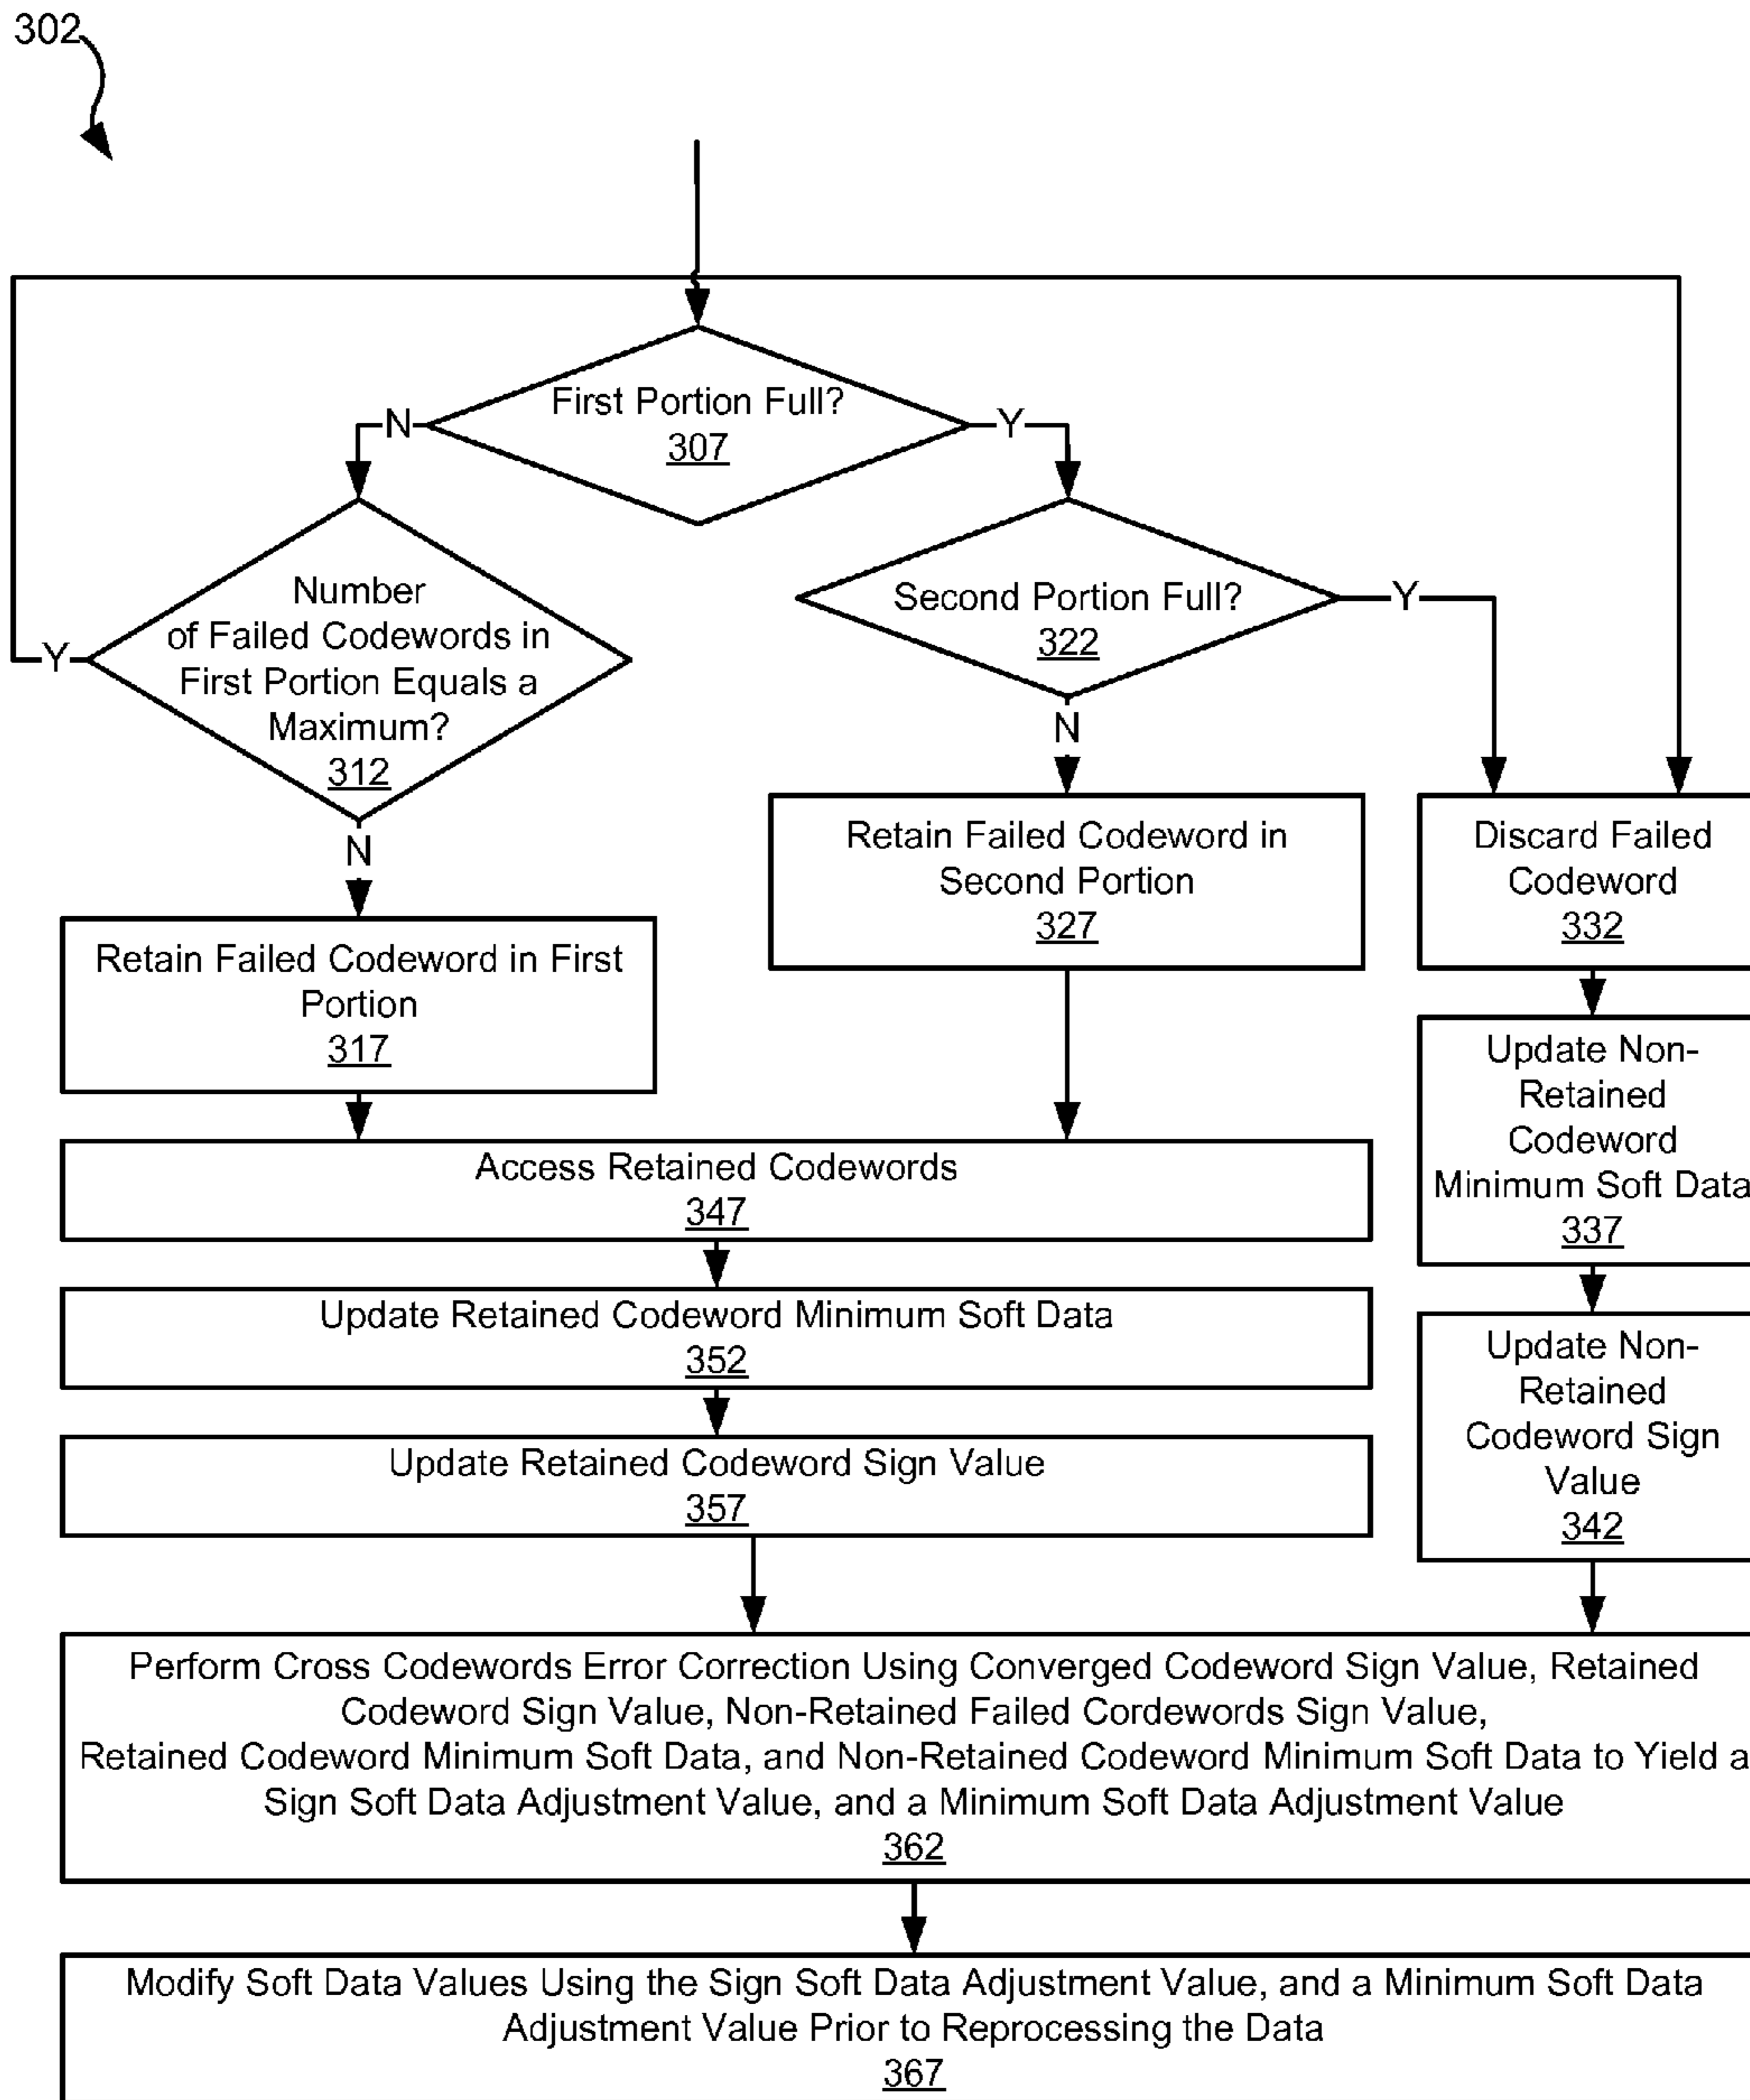 302
First Portion Full?
307
N
Y
Number
of Failed Codewords in
First Portion Equals a
Maximum?
312
Y
N
Second Portion Full?
322
Y
N
Retain Failed Codeword in
Second Portion
327
Discard Failed
Codeword
332
Retain Failed Codeword in First
Portion
317
Update Non-
Retained
Codeword
Minimum Soft Data
337
Access Retained Codewords
347
Update Retained Codeword Minimum Soft Data
352
Update Retained Codeword Sign Value
357
Update Non-
Retained
Codeword Sign
Value
342
Perform Cross Codewords Error Correction Using Converged Codeword Sign Value, Retained
Codeword Sign Value, Non-Retained Failed Cordewords Sign Value,
Retained Codeword Minimum Soft Data, and Non-Retained Codeword Minimum Soft Data to Yield a
Sign Soft Data Adjustment Value, and a Minimum Soft Data Adjustment Value
362
Modify Soft Data Values Using the Sign Soft Data Adjustment Value, and a Minimum Soft Data
Adjustment Value Prior to Reprocessing the Data
367